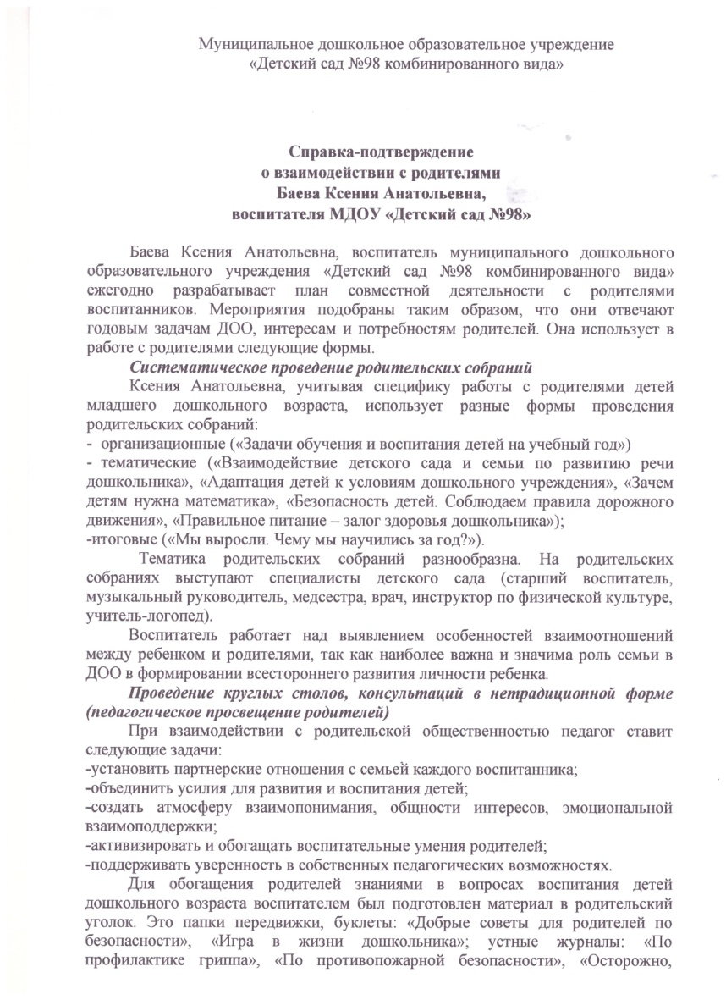 Муниципальное дошкольное образовательное учреждение
«Детский сад №98 комбинированного вида»
Справка-подтверждение
о взаимодействии с родителями
Баева Ксения Анатольевна,
воспитателя МДОУ «Детский сад №98»
Баева Ксения Анатольевна, воспитатель муниципального дошкольного
образовательного учреждения «Детский сад №98 комбинированного вида»
ежегодно разрабатывает план совместной деятельности с родителями
воспитанников. Мероприятия подобраны таким образом, что они отвечают
годовым задачам ДОО, интересам и потребностям родителей. Она использует в
работе с родителями следующие формы.
Систематическое проведение родительских собраний
Ксения Анатольевна, учитывая специфику работы с родителями детей
младшего дошкольного возраста, использует разные формы проведения
родительских собраний:
- организационные («Задачи обучения и воспитания детей на учебный год»)
- тематические («Взаимодействие детского сада и семьи по развитию речи
дошкольника», «Адаптация детей к условиям дошкольного учреждения», «Зачем
детям нужна математика», «Безопасность детей. Соблюдаем правила дорожного
движения», «Правильное питание – залог здоровья дошкольника»);
-итоговые («Мы выросли. Чему мы научились за год?»).
Тематика родительских собраний разнообразна. На родительских
собраниях выступают специалисты детского сада (старший воспитатель,
музыкальный руководитель, медсестра, врач, инструктор по физической культуре,
учитель-логопед).
Воспитатель работает над выявлением особенностей взаимоотношений
между ребенком и родителями, так как наиболее важна и значима роль семьи в
ДОО в формировании всестороннего развития личности ребенка.
Проведение круглых столов, консультаций в нетрадиционной форме
(педагогическое просвещение родителей)
При взаимодействии с родительской общественностью педагог ставит
следующие задачи:
-установить партнерские отношения с семьей каждого воспитанника;
-объединить усилия для развития и воспитания детей;
-создать атмосферу взаимопонимания, общности интересов, эмоциональной
взаимоподдержки;
-активизировать и обогащать воспитательные умения родителей;
-поддерживать уверенность в собственных педагогических возможностях.
Для обогащения родителей знаниями в вопросах воспитания детей
дошкольного возраста воспитателем был подготовлен материал в родительский
уголок. Это папки передвижки, буклеты: «Добрые советы для родителей по
безопасности», «Игра в жизни дошкольника»; устные журналы: «По
профилактике гриппа», «По противопожарной безопасности», «Осторожно,